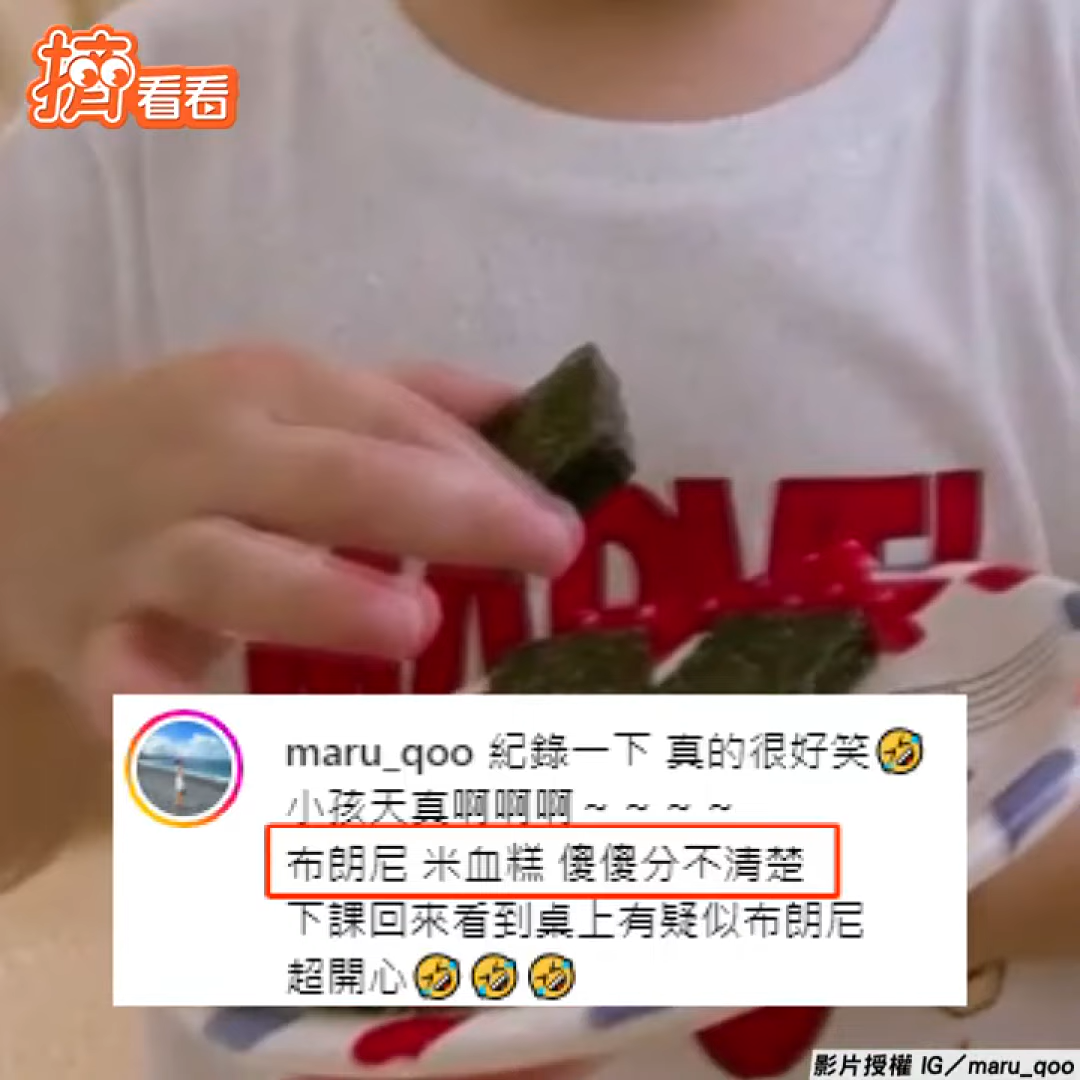 擠看看
maru_qoo 紀錄一下 真的很好笑🤣
小孩天真啊啊啊~~~~
布朗尼 米血糕 傻傻分不清楚
下課回來看到桌上有疑似布朗尼
超開心🤣🤣🤣
影片授權 IG/maru_qoo